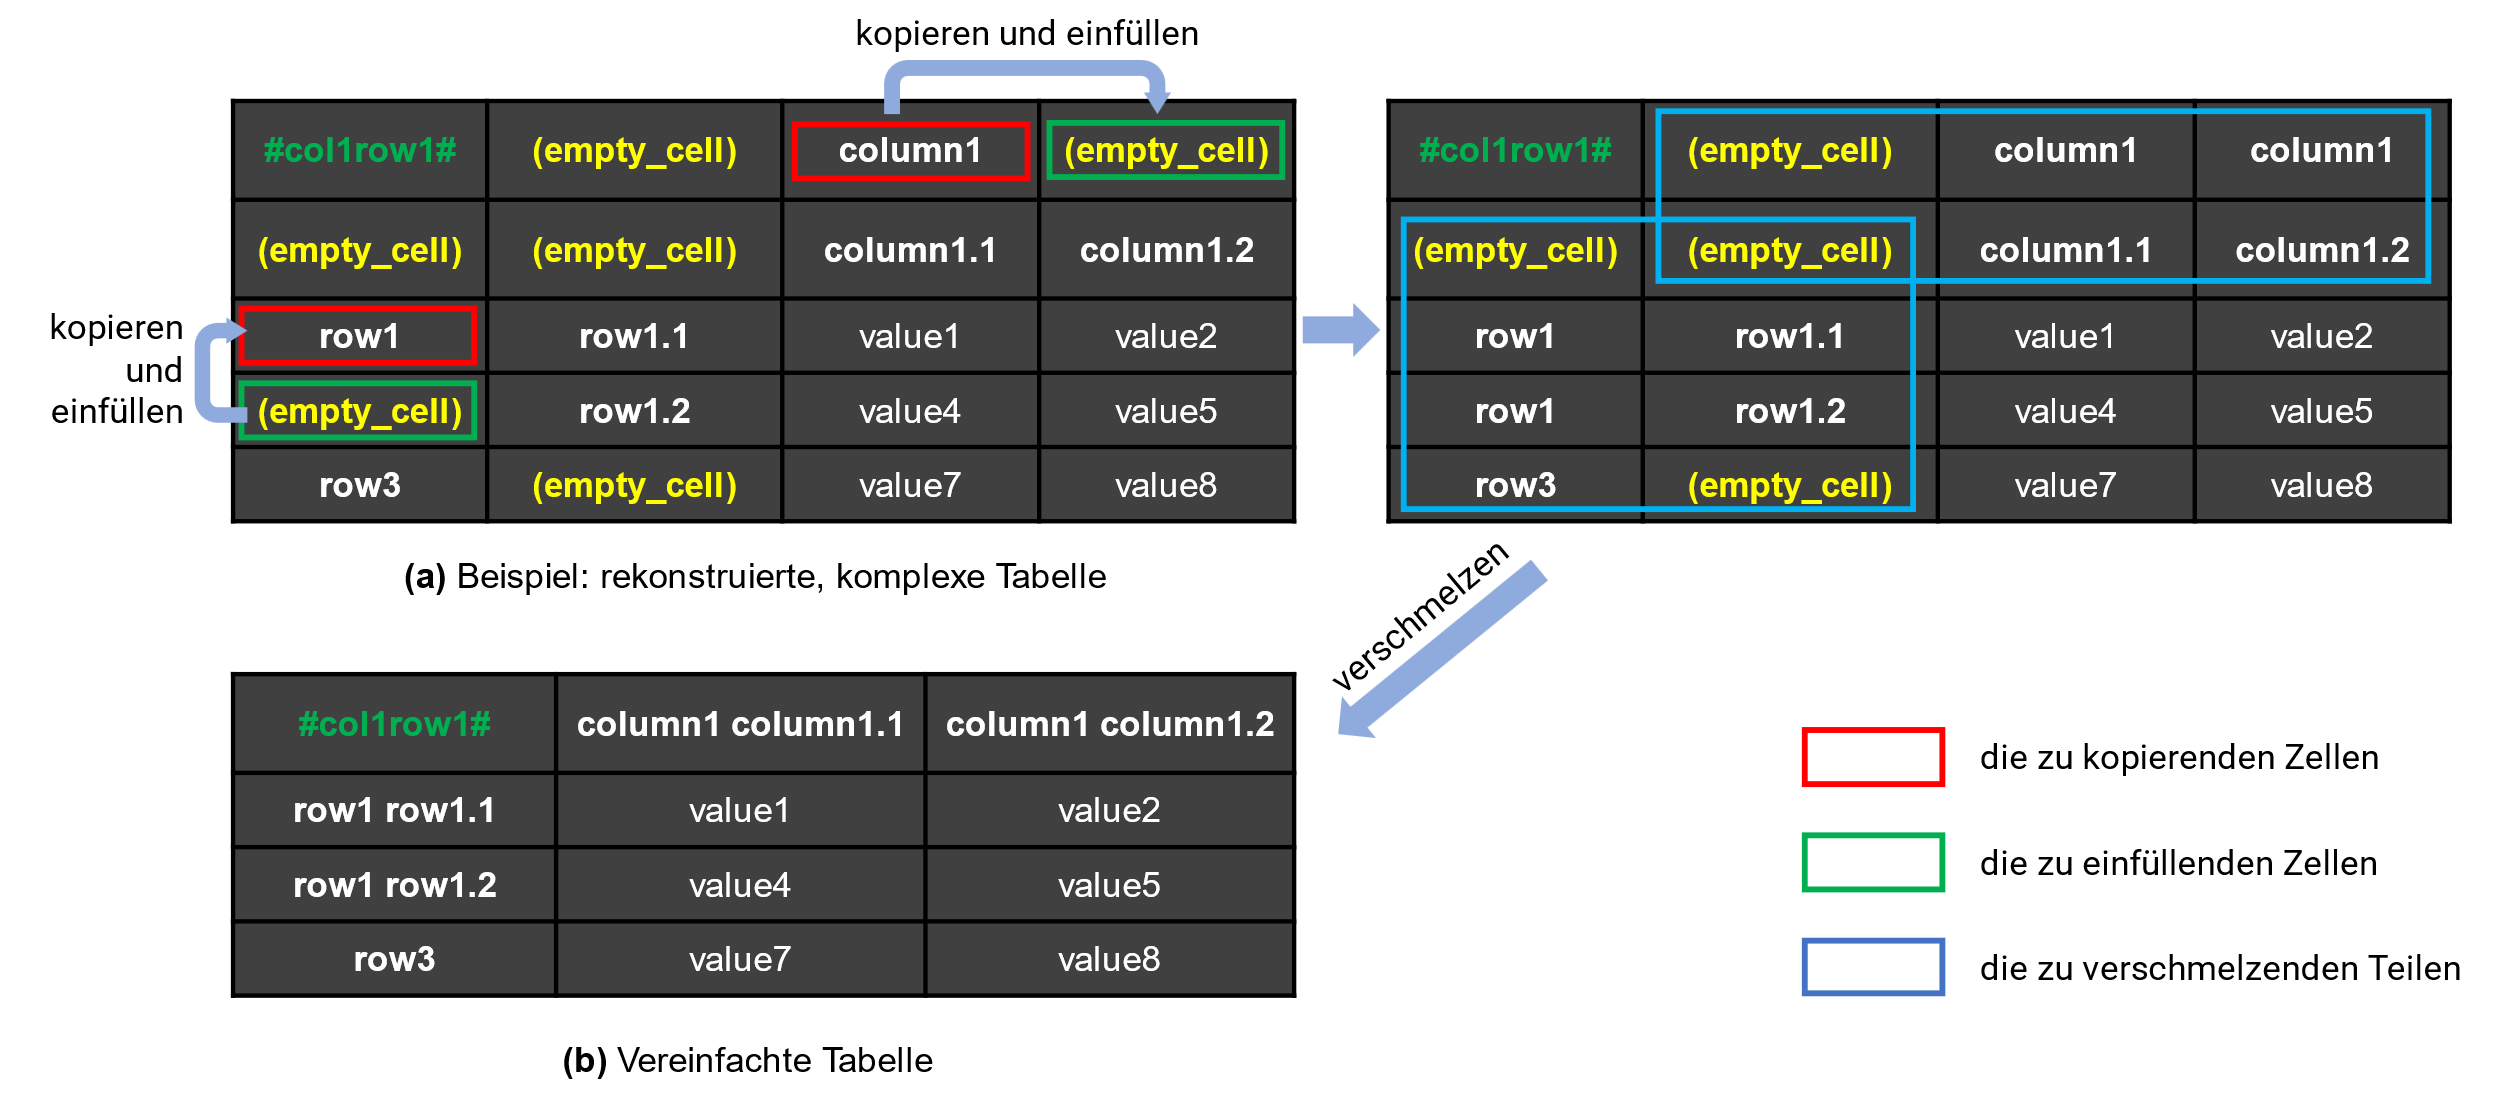 kopieren und einfüllen
#col1row1# (empty_cell) column1 (empty_cell)
(empty_cell) (empty_cell) column1.1 column1.2
row1 row1.1 value1 value2
(empty_cell) row1.2 value4 value5
row3 (empty_cell) value7 value8
kopieren
und
einfüllen
(a) Beispiel: rekonstruierte, komplexe Tabelle
#col1row1# (empty_cell) column1 column1
(empty_cell) (empty_cell) column1.1 column1.2
row1 row1.1 value1 value2
row1 row1.2 value4 value5
row3 (empty_cell) value7 value8
verschmelzen
#col1row1# column1 column1.1 column1 column1.2
row1 row1.1 value1 value2
row1 row1.2 value4 value5
row3 value7 value8
(b) Vereinfachte Tabelle
die zu kopierenden Zellen
die zu einfüllenden Zellen
die zu verschmelzenden Teilen